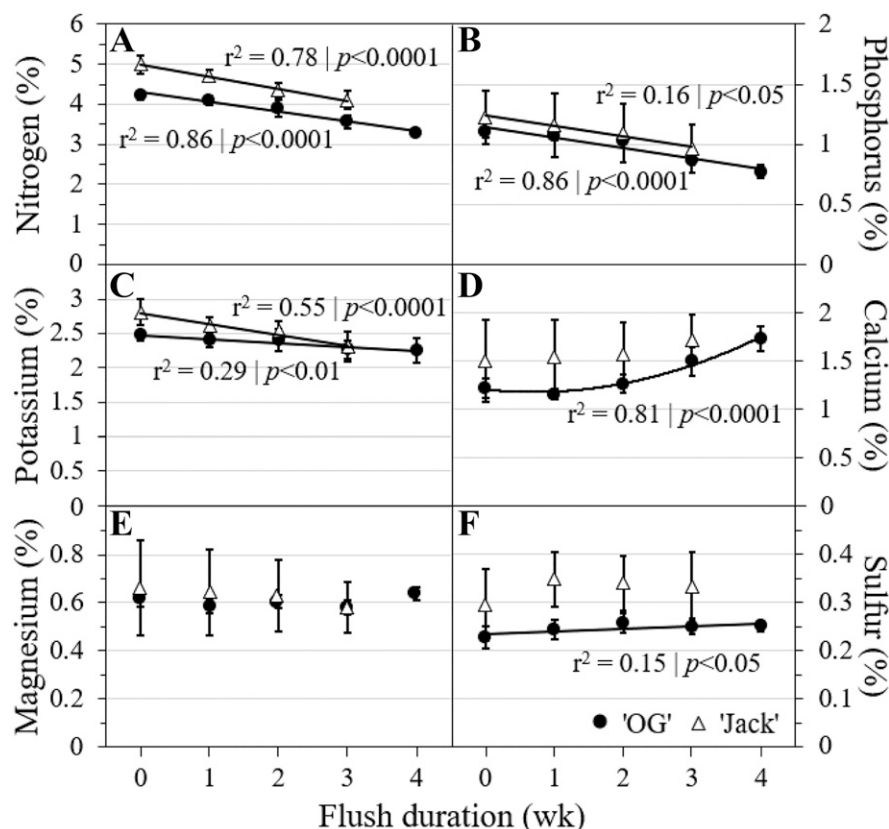 A
Nitrogen (%)
6
5
4
3
2
1
0
r² = 0.78 | p<0.0001
r² = 0.86 | p<0.0001
B
Phosphorus (%)
2
1.5
1
0.5
0
r² = 0.16 | p<0.05
r² = 0.86 | p<0.0001
C
Potassium (%)
3
2.5
2
1.5
1
0.5
0
r² = 0.55 | p<0.0001
r² = 0.29 | p<0.01
D
Calcium (%)
2
1.5
1
1.5
0
r² = 0.81 | p<0.0001
E
Magnesium (%)
0.8
0.6
0.4
0.2
0
F
Sulfur (%)
0.4
0.3
0.2
0.1
0
r² = 0.15 | p<0.05
'OG' 'Jack'
0 1 2 3 4
0 1 2 3 4
Flush duration (wk)